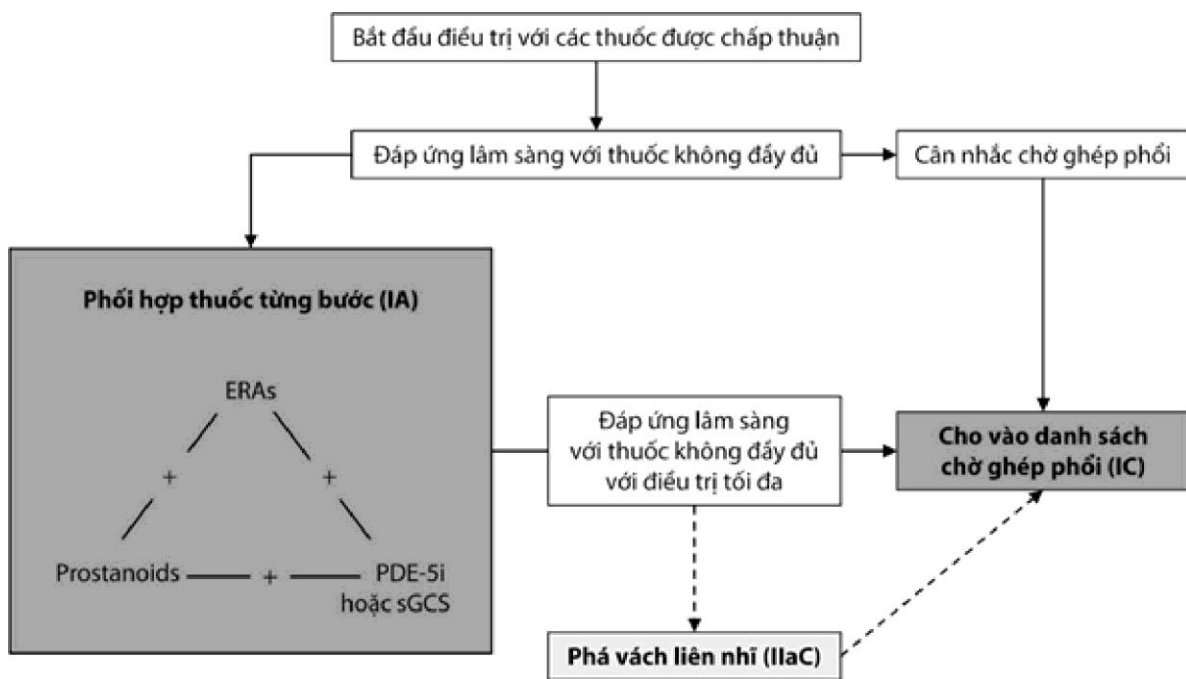 Bắt đầu điều trị với các thuốc được chấp thuận
Đáp ứng lâm sàng với thuốc không đầy đủ
Cân nhắc chờ ghép phổi
Phối hợp thuốc từng bước (IA)
ERAs
+
+
Prostanoids
+
PDE-5i
hoặc sGCS
Đáp ứng lâm sàng
với thuốc không đầy đủ
với điều trị tối đa
Cho vào danh sách
chờ ghép phổi (IC)
Phá vách liên nhĩ (IIaC)